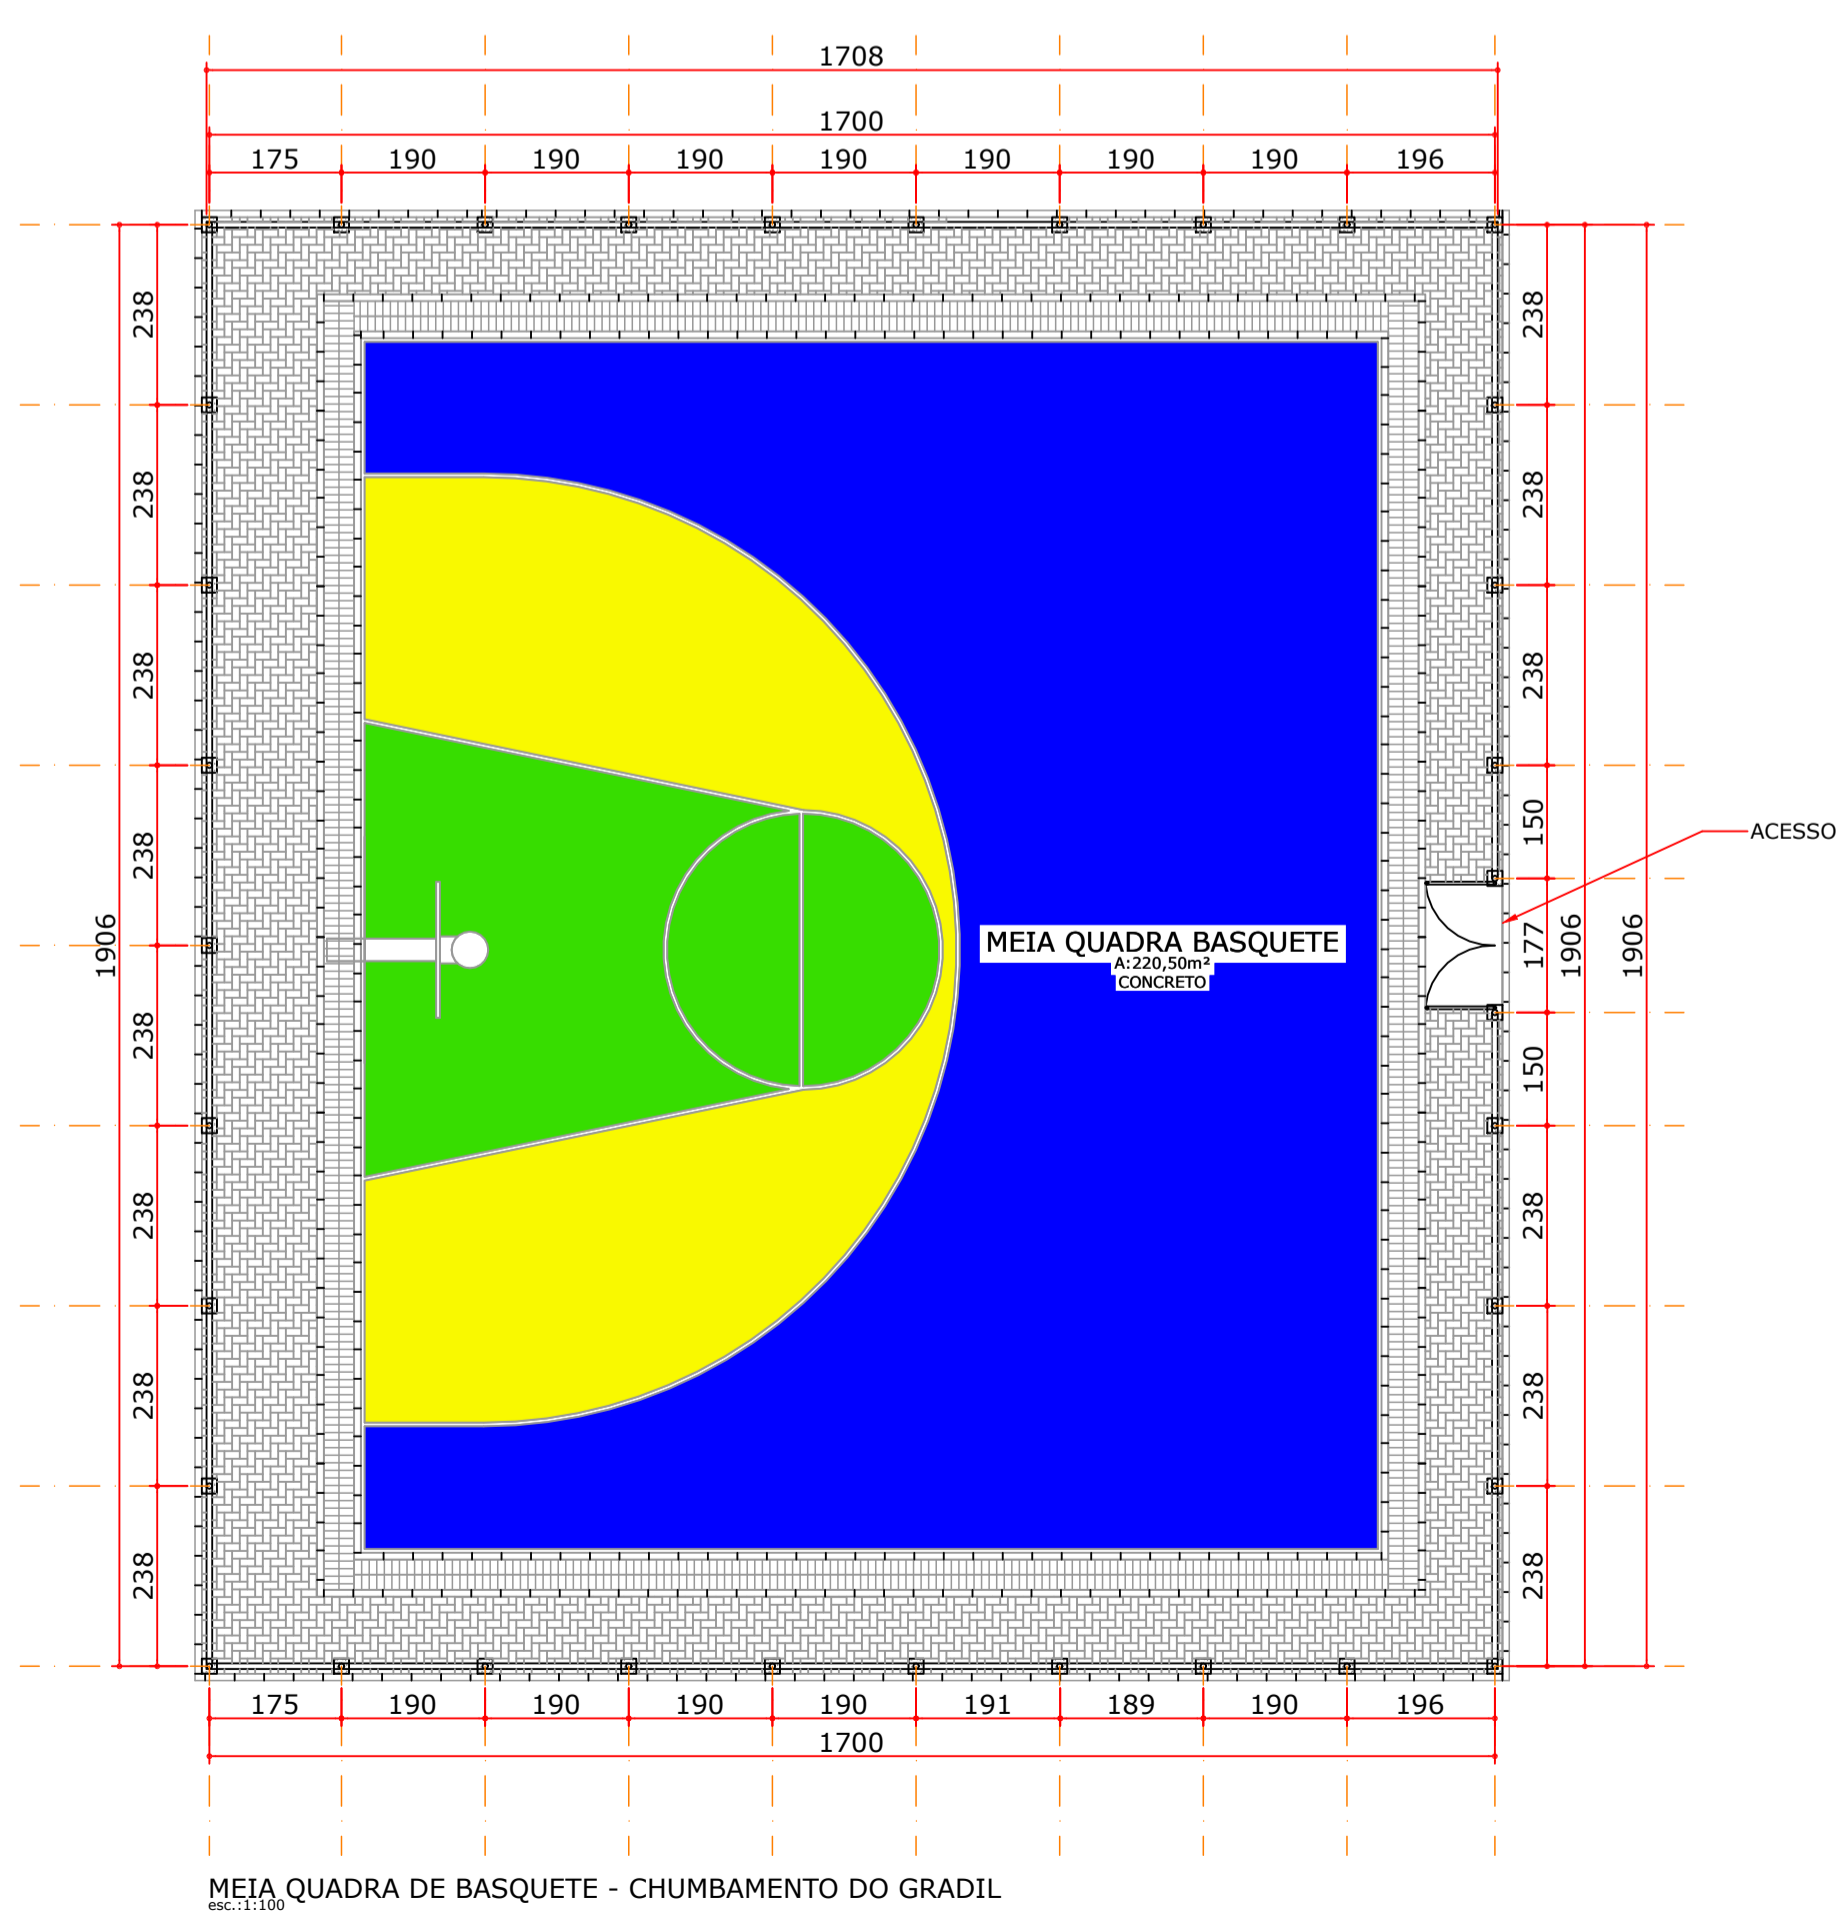 1708
1700
175 190 190 190 190 190 190 190 196
238 238
238 238
238 238
238 150
ACESSO
1906 177 1906 1906
MEIA QUADRA BASQUETE
A:220,50m²
CONCRETO
238 150
238 238
238 238
238 238
175 190 190 190 190 191 189 190 196
1700
MEIA QUADRA DE BASQUETE - CHUMBAMENTO DO GRADIL
esc.:1:100